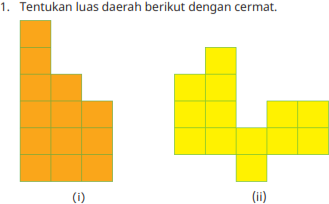 1. Tentukan luas daerah berikut dengan cermat.
(i) (ii)